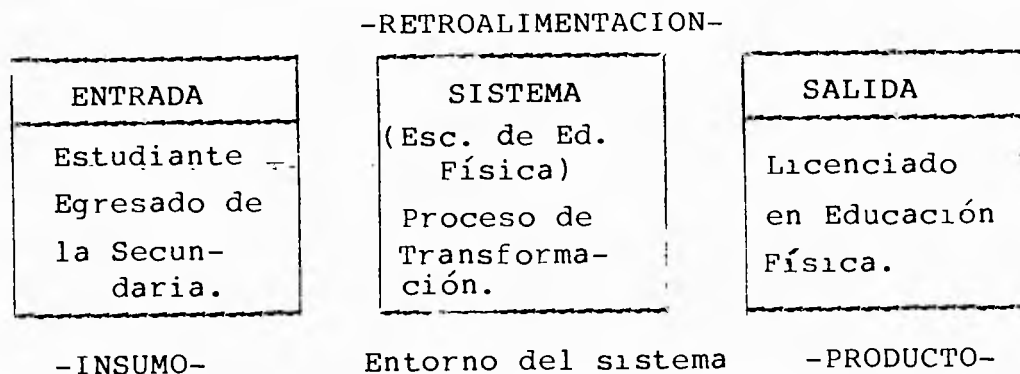 -RETROALIMENTACION-
ENTRADA
Estudiante
Egresado de
la Secun-
daria.
SISTEMA
(Esc. de Ed.
Física)
Proceso de
Transforma-
ción.
SALIDA
Licenciado
en Educación
Física.
-INSUMO-
Entorno del sistema
-PRODUCTO-